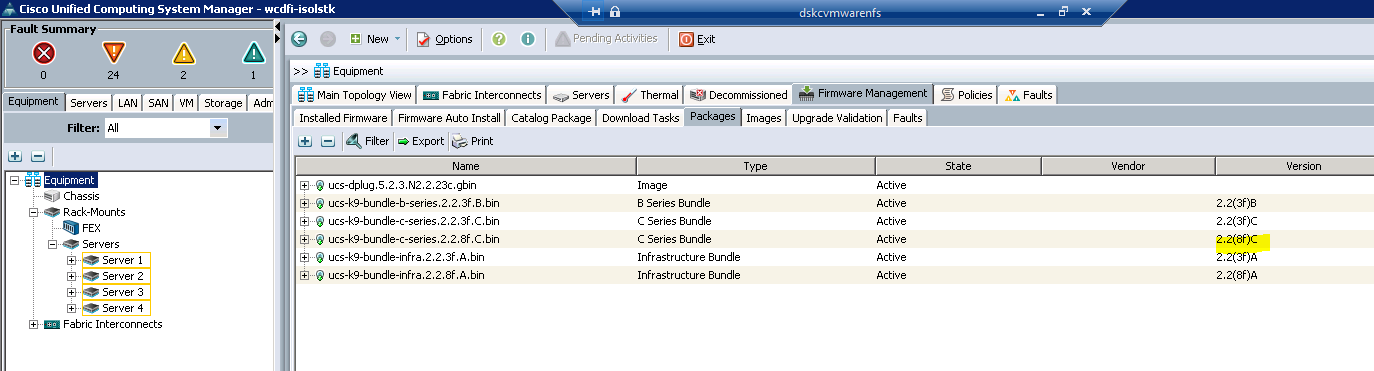 Cisco Unified Computing System Manager - wcdfi-isolstk
dskcvmwarenfs
Fault Summary
0 24 2 1
New Options ? i Pending Activities Exit
>> Equipment
Equipment Servers LAN SAN VM Storage Adm
Filter: All
Main Topology View Fabric Interconnects Servers Thermal Decommissioned Firmware Management Policies Faults
Installed Firmware Firmware Auto Install Catalog Package Download Tasks Packages Images Upgrade Validation Faults
Filter Export Print
Name Type State Vendor Version
ucs-dplug.5.2.3.N2.2.23c.gbin Image Active
ucs-k9-bundle-b-series.2.2.3f.B.bin B Series Bundle Active 2.2(3f)B
ucs-k9-bundle-c-series.2.2.3f.C.bin C Series Bundle Active 2.2(3f)C
ucs-k9-bundle-c-series.2.2.8f.C.bin C Series Bundle Active 2.2(8f)C
ucs-k9-bundle-infra.2.2.3f.A.bin Infrastructure Bundle Active 2.2(3f)A
ucs-k9-bundle-infra.2.2.8f.A.bin Infrastructure Bundle Active 2.2(8f)A
Equipment
Chassis
Rack-Mounts
FEX
Servers
Server 1
Server 2
Server 3
Server 4
Fabric Interconnects